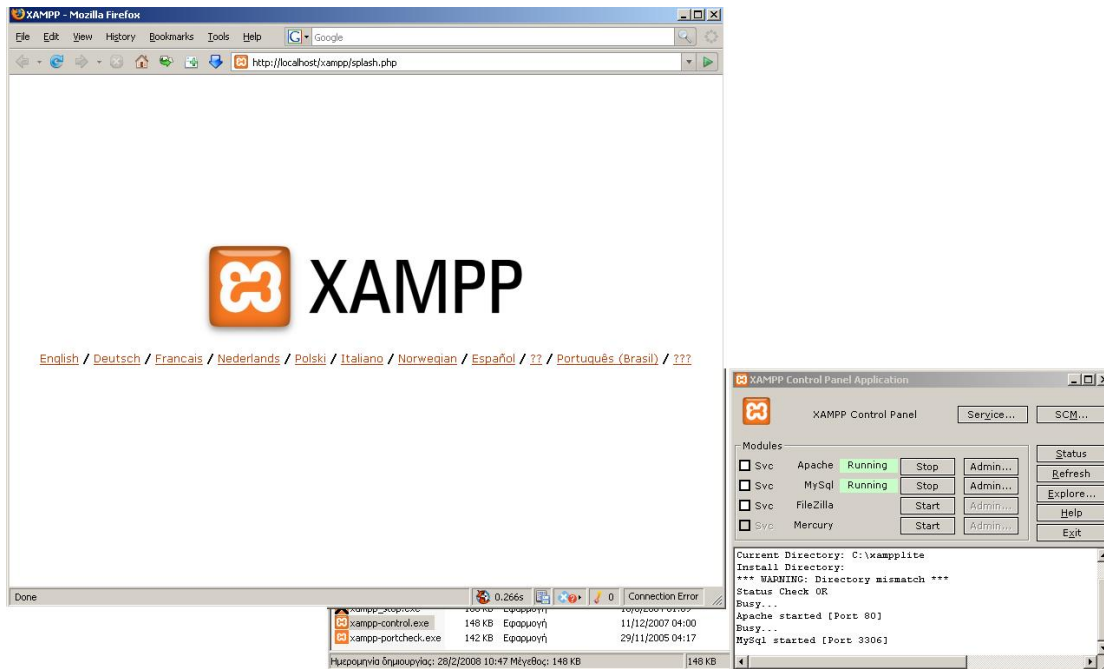 XAMPP - Mozilla Firefox
File Edit View History Bookmarks Tools Help Google
http://localhost/xampp/splash.php
XAMPP
English / Deutsch / Francais / Nederlands / Polski / Italiano / Norwegian / Español / ?? / Português (Brasil) / ???
Done 0.266s 0 Connection Error
xampp_stop.exe
xampp-control.exe 148 KB Εφαρμογή 11/12/2007 04:00
xampp-portcheck.exe 142 KB Εφαρμογή 29/11/2005 04:17
Ημερομηνία δημιουργίας: 28/2/2008 10:47 Μέγεθος: 148 KB 148 KB
XAMPP Control Panel Application
XAMPP Control Panel Service... SCM...
Modules
Svc Apache Running Stop Admin...
Svc MySql Running Stop Admin...
Svc FileZilla Start Admin...
Svc Mercury Start Admin...
Status
Refresh
Explore...
Help
Exit
Current Directory: C:\xampplite
Install Directory:
*** WARNING: Directory mismatch ***
Status Check OK
Busy...
Apache started [Port 80]
Busy...
MySql started [Port 3306]